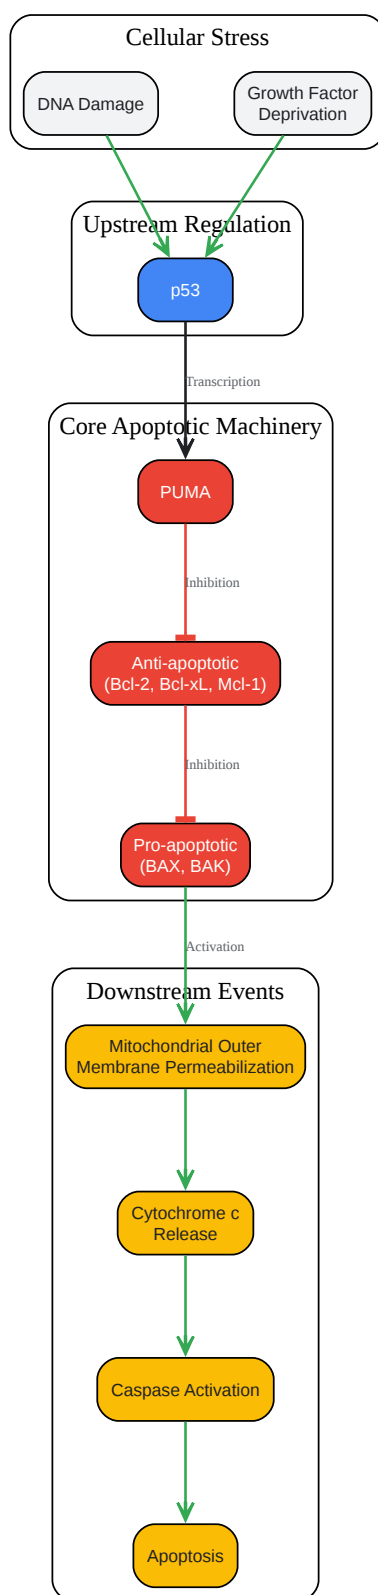 Cellular Stress
DNA Damage
Growth Factor
Deprivation
Upstream Regulation
p53
Transcription
Core Apoptotic Machinery
PUMA
Inhibition
Anti-apoptotic
(Bcl-2, Bcl-xL, Mcl-1)
Inhibition
Pro-apoptotic
(BAX, BAK)
Activation
Downstream Events
Mitochondrial Outer
Membrane Permeabilization
Cytochrome c
Release
Caspase Activation
Apoptosis